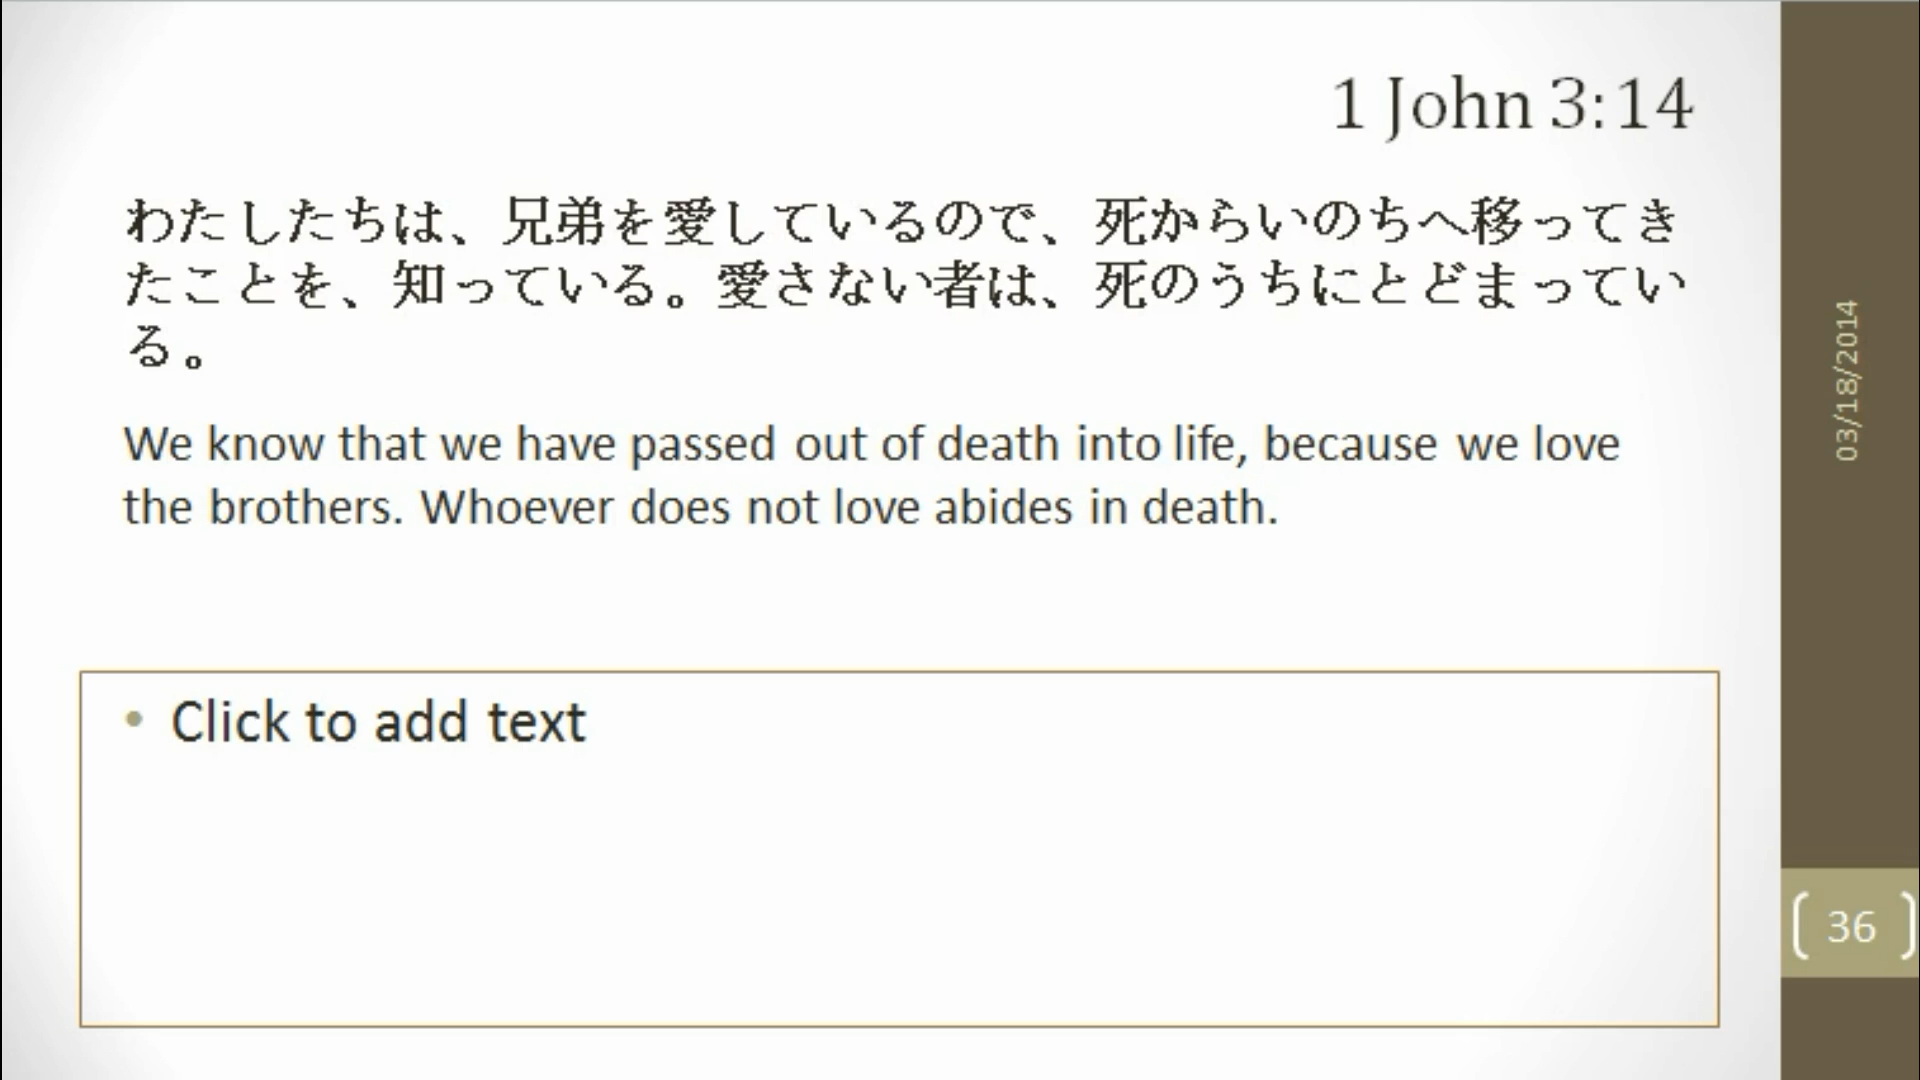 1 John 3:14
わたしたちは、兄弟を愛しているので、死からいのちへ移ってき
たことを、知っている。愛さない者は、死のうちにとどまってい
る。
We know that we have passed out of death into life, because we love
the brothers. Whoever does not love abides in death.
• Click to add text
03/18/2014
36